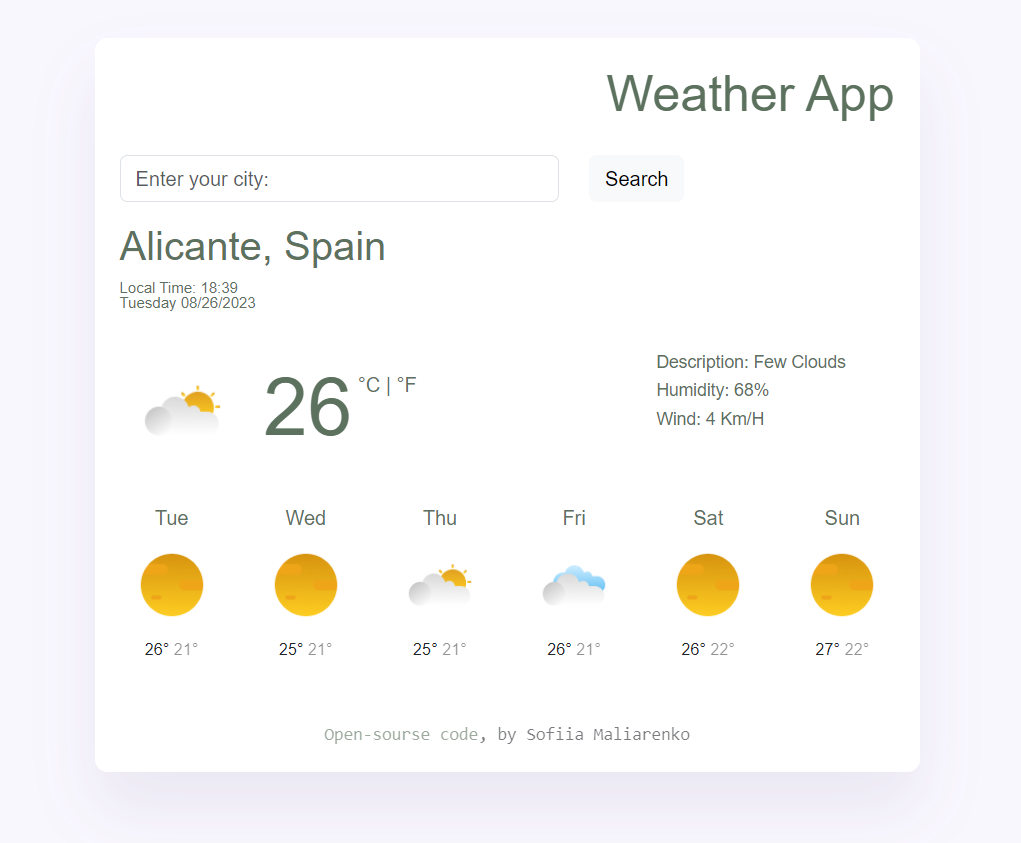 Weather App
Enter your city:
Search
Alicante, Spain
Local Time: 18:39
Tuesday 08/26/2023
26 °C | °F
Description: Few Clouds
Humidity: 68%
Wind: 4 Km/H
Tue Wed Thu Fri Sat Sun
26° 21° 25° 21° 25° 21° 26° 21° 26° 22° 27° 22°
Open-sourse code, by Sofiia Maliarenko